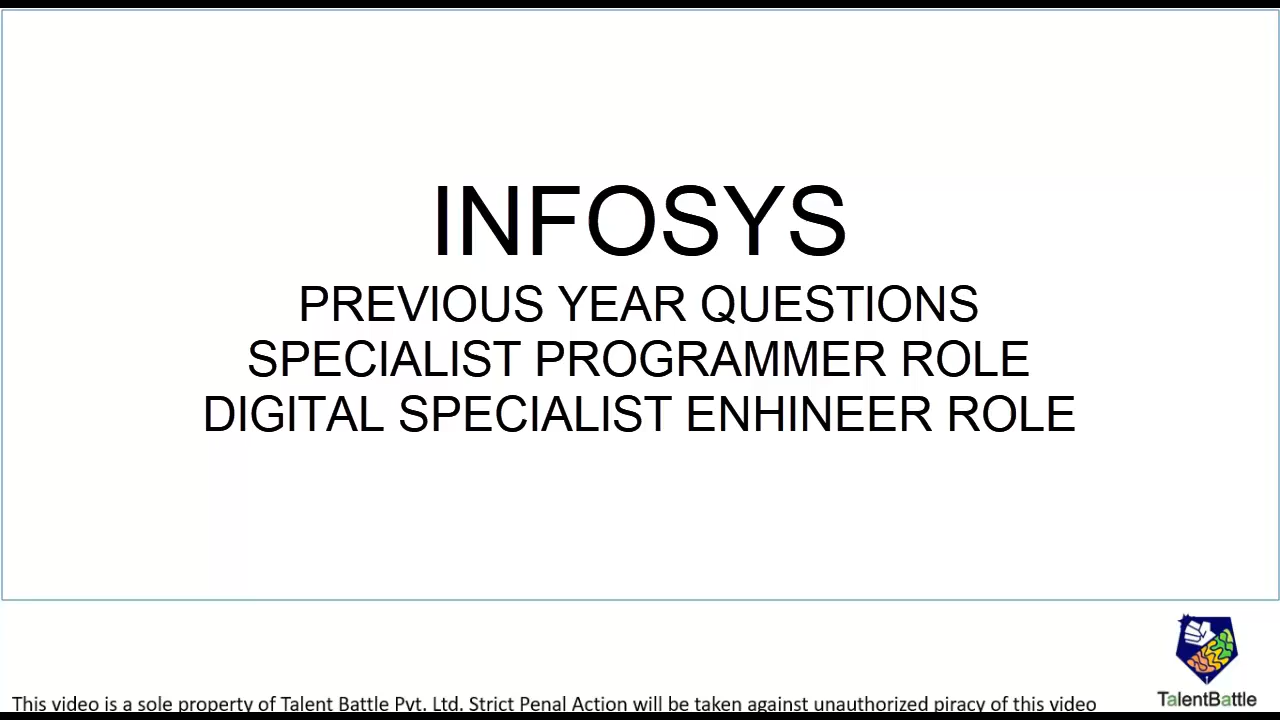 INFOSYS
PREVIOUS YEAR QUESTIONS
SPECIALIST PROGRAMMER ROLE
DIGITAL SPECIALIST ENHINEER ROLE
This video is a sole property of Talent Battle Pvt. Ltd. Strict Penal Action will be taken against unauthorized piracy of this video
TalentBattle